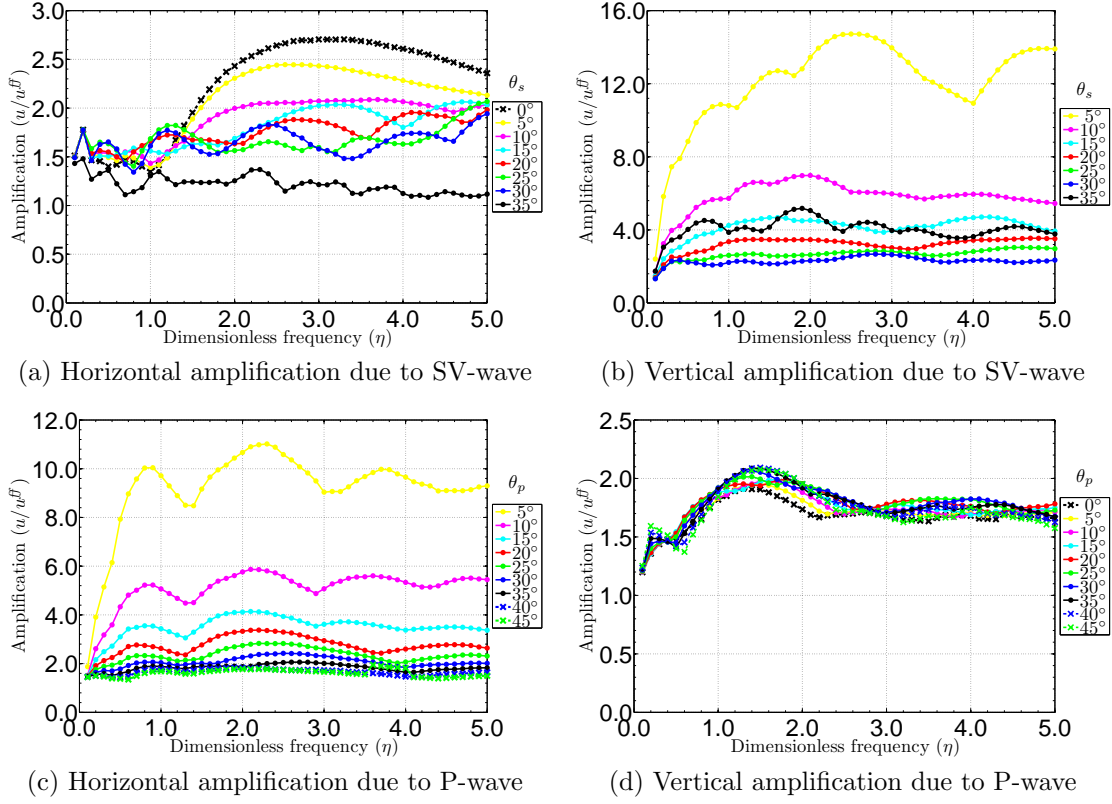 3.0
2.5
2.0
1.5
1.0
0.5
0.0
Amplification (u/u^ff)
0.0 1.0 2.0 3.0 4.0 5.0
Dimensionless frequency (η)
θs
0°
5°
10°
15°
20°
25°
30°
35°
(a) Horizontal amplification due to SV-wave
16.0
12.0
8.0
4.0
0.0
Amplification (u/u^ff)
0.0 1.0 2.0 3.0 4.0 5.0
Dimensionless frequency (η)
θs
5°
10°
15°
20°
25°
30°
35°
(b) Vertical amplification due to SV-wave
12.0
10.0
8.0
6.0
4.0
2.0
0.0
Amplification (u/u^ff)
0.0 1.0 2.0 3.0 4.0 5.0
Dimensionless frequency (η)
θp
5°
10°
15°
20°
25°
30°
35°
40°
45°
(c) Horizontal amplification due to P-wave
2.5
2.0
1.5
1.0
0.5
0.0
Amplification (u/u^ff)
0.0 1.0 2.0 3.0 4.0 5.0
Dimensionless frequency (η)
θp
0°
5°
10°
15°
20°
25°
30°
35°
40°
45°
(d) Vertical amplification due to P-wave